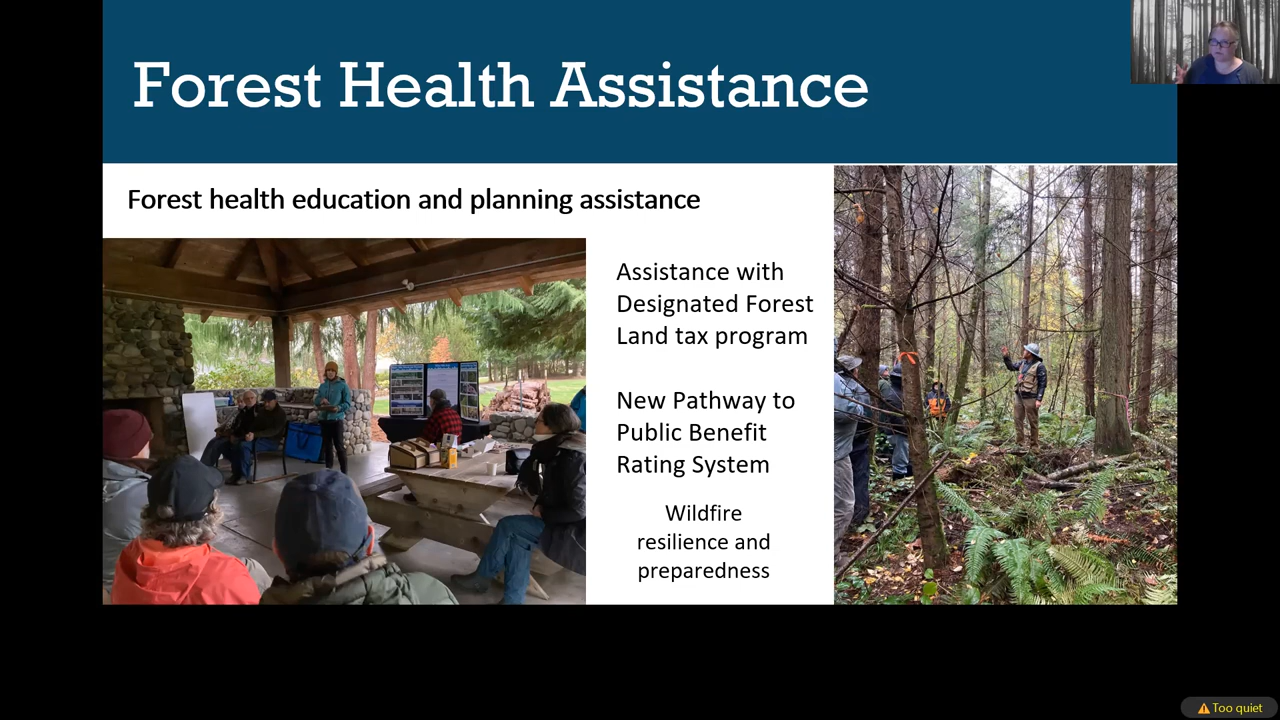 Forest Health Assistance
Forest health education and planning assistance
Assistance with
Designated Forest
Land tax program
New Pathway to
Public Benefit
Rating System
Wildfire
resilience and
preparedness
Too quiet